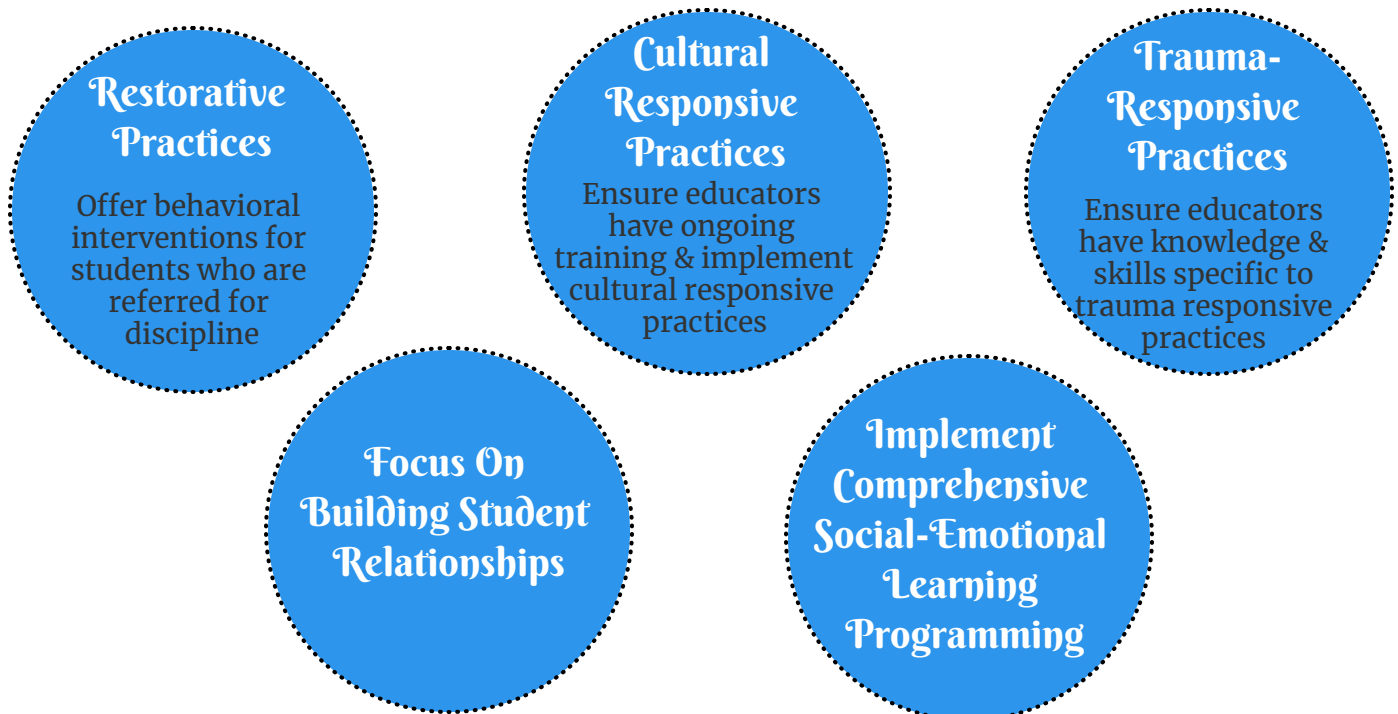 Restorative
Practices
Offer behavioral
interventions for
students who are
referred for
discipline
Cultural
Responsive
Practices
Ensure educators
have ongoing
training & implement
cultural responsive
practices
Trauma-
Responsive
Practices
Ensure educators
have knowledge &
skills specific to
trauma responsive
practices
Focus On
Building Student
Relationships
Implement
Comprehensive
Social-Emotional
Learning
Programming